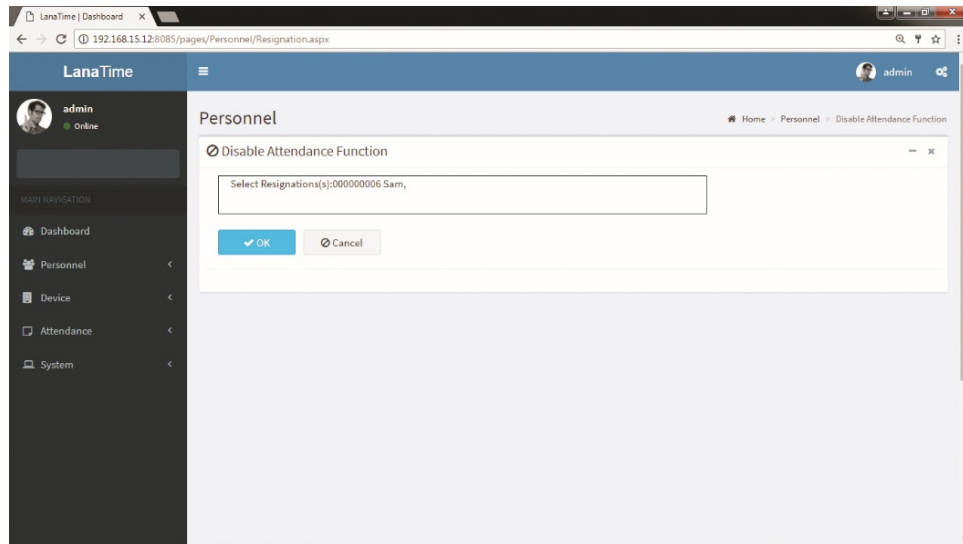 LanaTime | Dashboard
192.168.15.12:8085/pages/Personnel/Resignation.aspx
LanaTime
admin
admin
Online
Personnel
Home > Personnel > Disable Attendance Function
Disable Attendance Function
Select Resignations(s):000000006 Sam,
OK
Cancel
MAIN NAVIGATION
Dashboard
Personnel
Device
Attendance
System